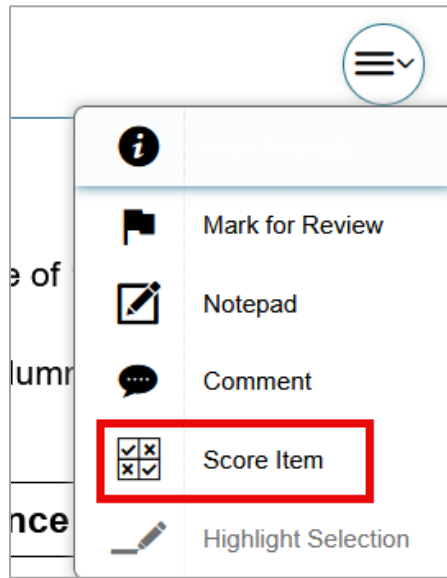 Mark for Review
e of
Notepad
lumn
Comment
Score Item
nce
Highlight Selection